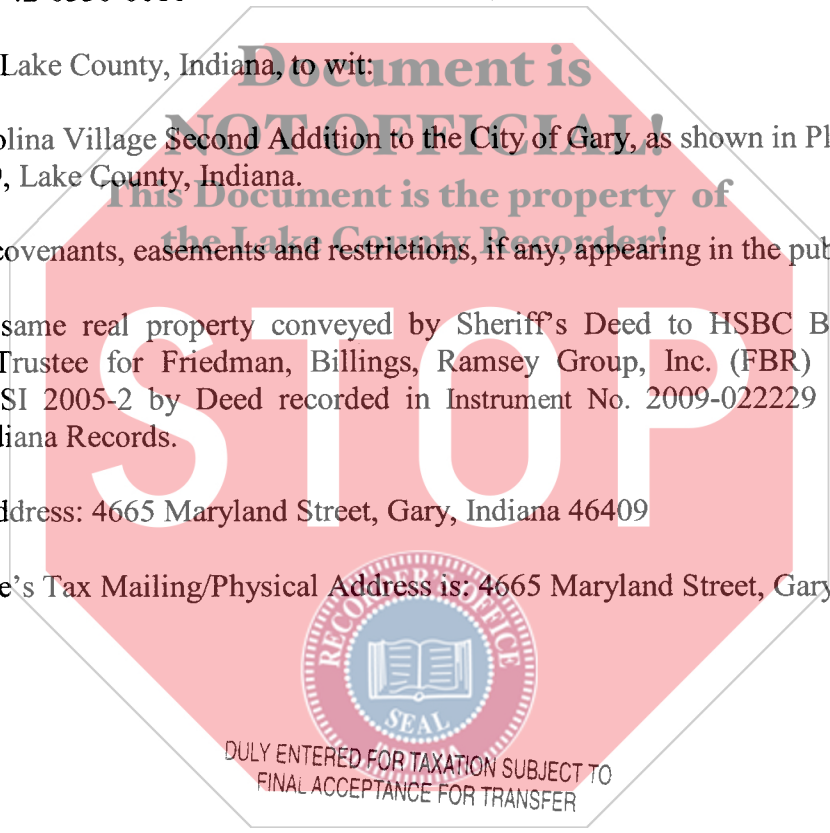 Lake County, Indiana, to wit:
Document is
olina Village Second Addition to the City of Gary, as shown in Pl
NOT OFFICIAL!
, Lake County, Indiana.
This Document is the property of
the Lake County Recorder!
covenants, easements and restrictions, if any, appearing in the pub
same real property conveyed by Sheriff's Deed to HSBC B
Trustee for Friedman, Billings, Ramsey Group, Inc. (FBR)
SI 2005-2 by Deed recorded in Instrument No. 2009-022229
diana Records.
STOP
ddress: 4665 Maryland Street, Gary, Indiana 46409
e's Tax Mailing/Physical Address is: 4665 Maryland Street, Gary
RECORDER'S OFFICE
SEAL
INDIANA
DULY ENTERED FOR TAXATION SUBJECT TO
FINAL ACCEPTANCE FOR TRANSFER